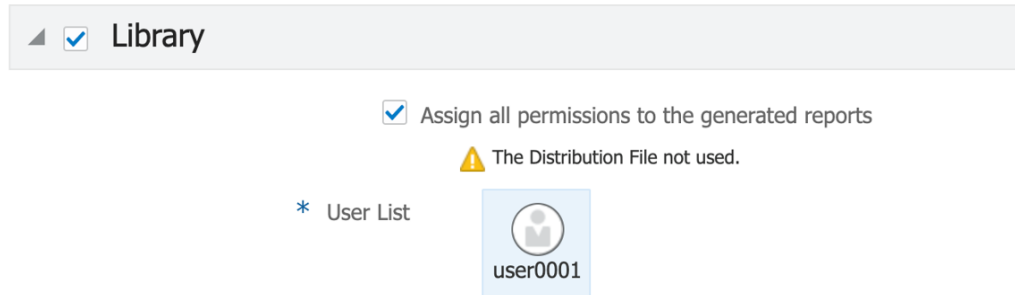 Library
Assign all permissions to the generated reports
The Distribution File not used.
* User List
user0001